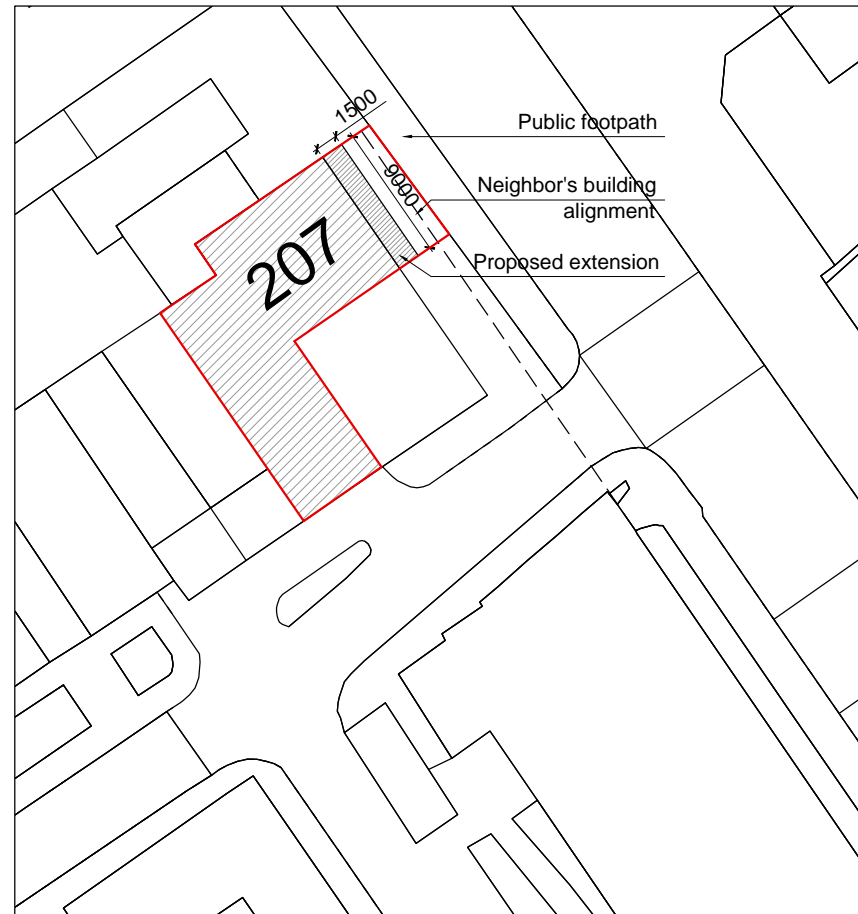 1500
Public footpath
9000
Neighbor's building
alignment
207
Proposed extension